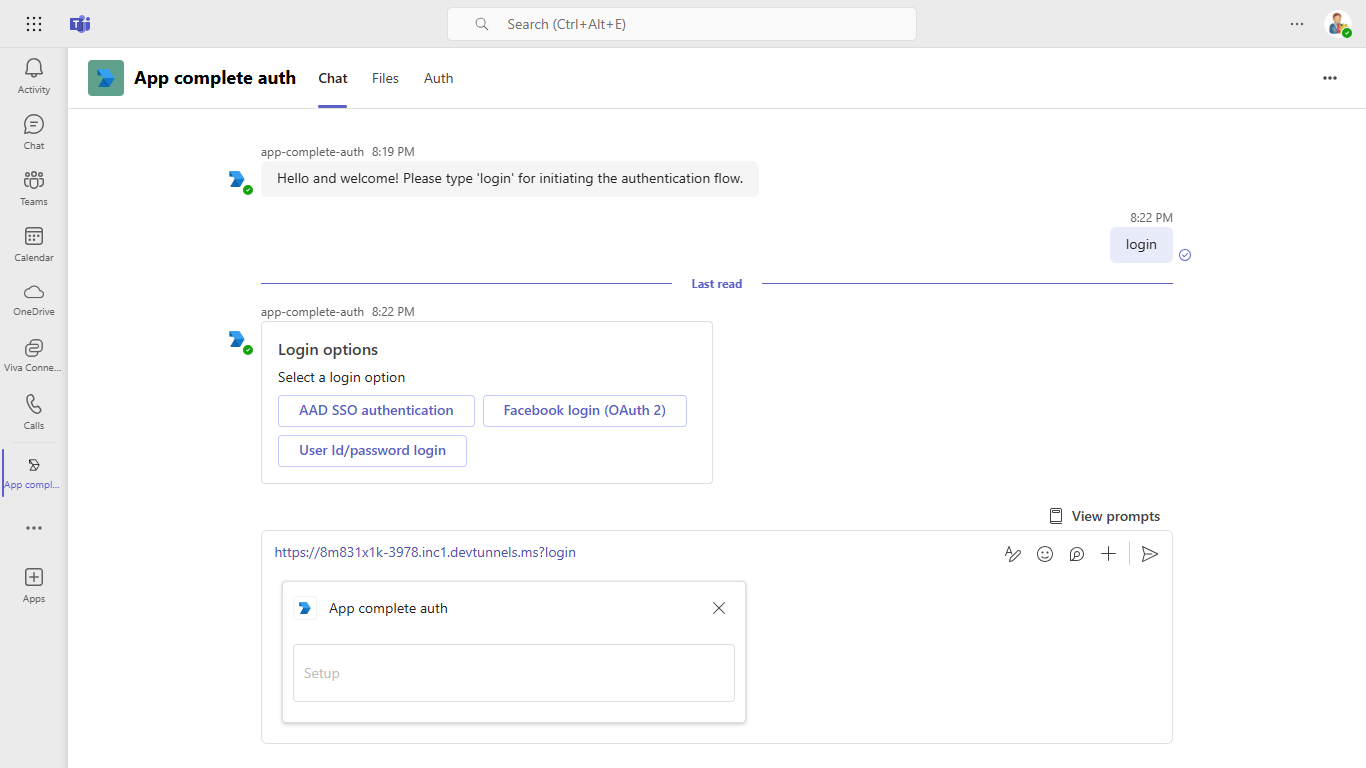 Search (Ctrl+Alt+E)
Activity
Chat
Teams
Calendar
OneDrive
Viva Conne...
Calls
App compl...
Apps
App complete auth
Chat
Files
Auth
app-complete-auth 8:19 PM
Hello and welcome! Please type 'login' for initiating the authentication flow.
8:22 PM
login
Last read
app-complete-auth 8:22 PM
Login options
Select a login option
AAD SSO authentication
Facebook login (OAuth 2)
User Id/password login
View prompts
https://8m831x1k-3978.inc1.devtunnels.ms?login
App complete auth
Setup